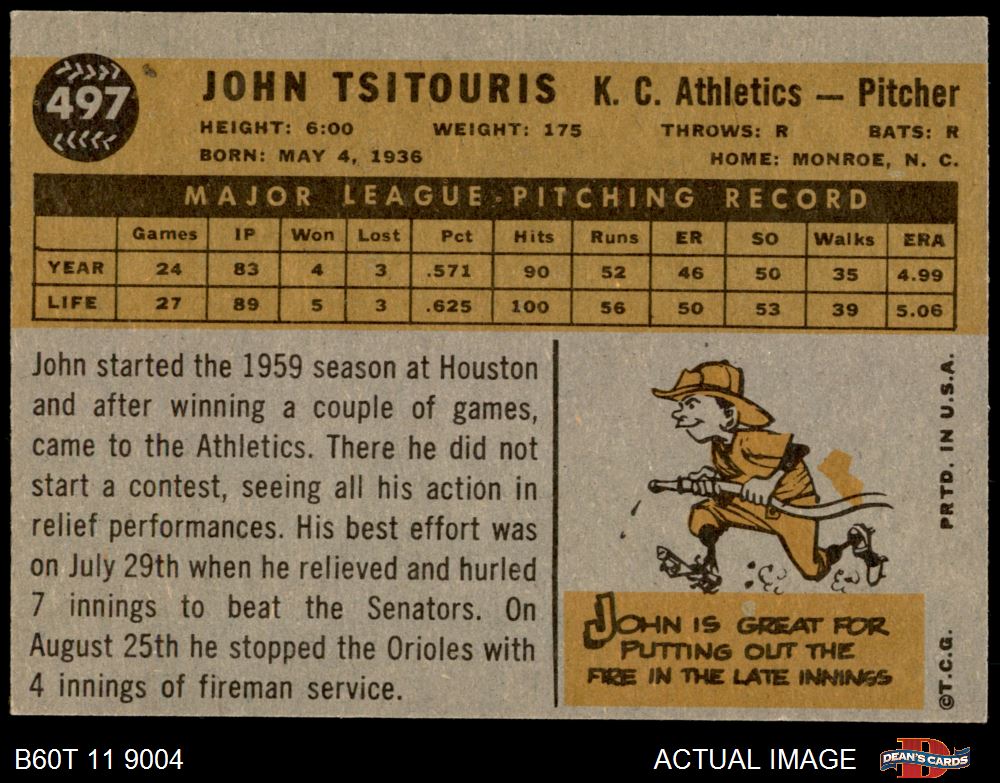 497
JOHN TSITOURIS K. C. Athletics — Pitcher
HEIGHT: 6:00 WEIGHT: 175 THROWS: R BATS: R
BORN: MAY 4, 1936 HOME: MONROE, N. C.
MAJOR LEAGUE PITCHING RECORD
Games IP Won Lost Pct Hits Runs ER SO Walks ERA
YEAR 24 83 4 3 .571 90 52 46 50 35 4.99
LIFE 27 89 5 3 .625 100 56 50 53 39 5.06
John started the 1959 season at Houston
and after winning a couple of games,
came to the Athletics. There he did not
start a contest, seeing all his action in
relief performances. His best effort was
on July 29th when he relieved and hurled
7 innings to beat the Senators. On
August 25th he stopped the Orioles with
4 innings of fireman service.
JOHN IS GREAT FOR
PUTTING OUT THE
FIRE IN THE LATE INNINGS
©T.C.G. PRTD. IN U.S.A.
B60T 11 9004 ACTUAL IMAGE
DEAN'S CARDS